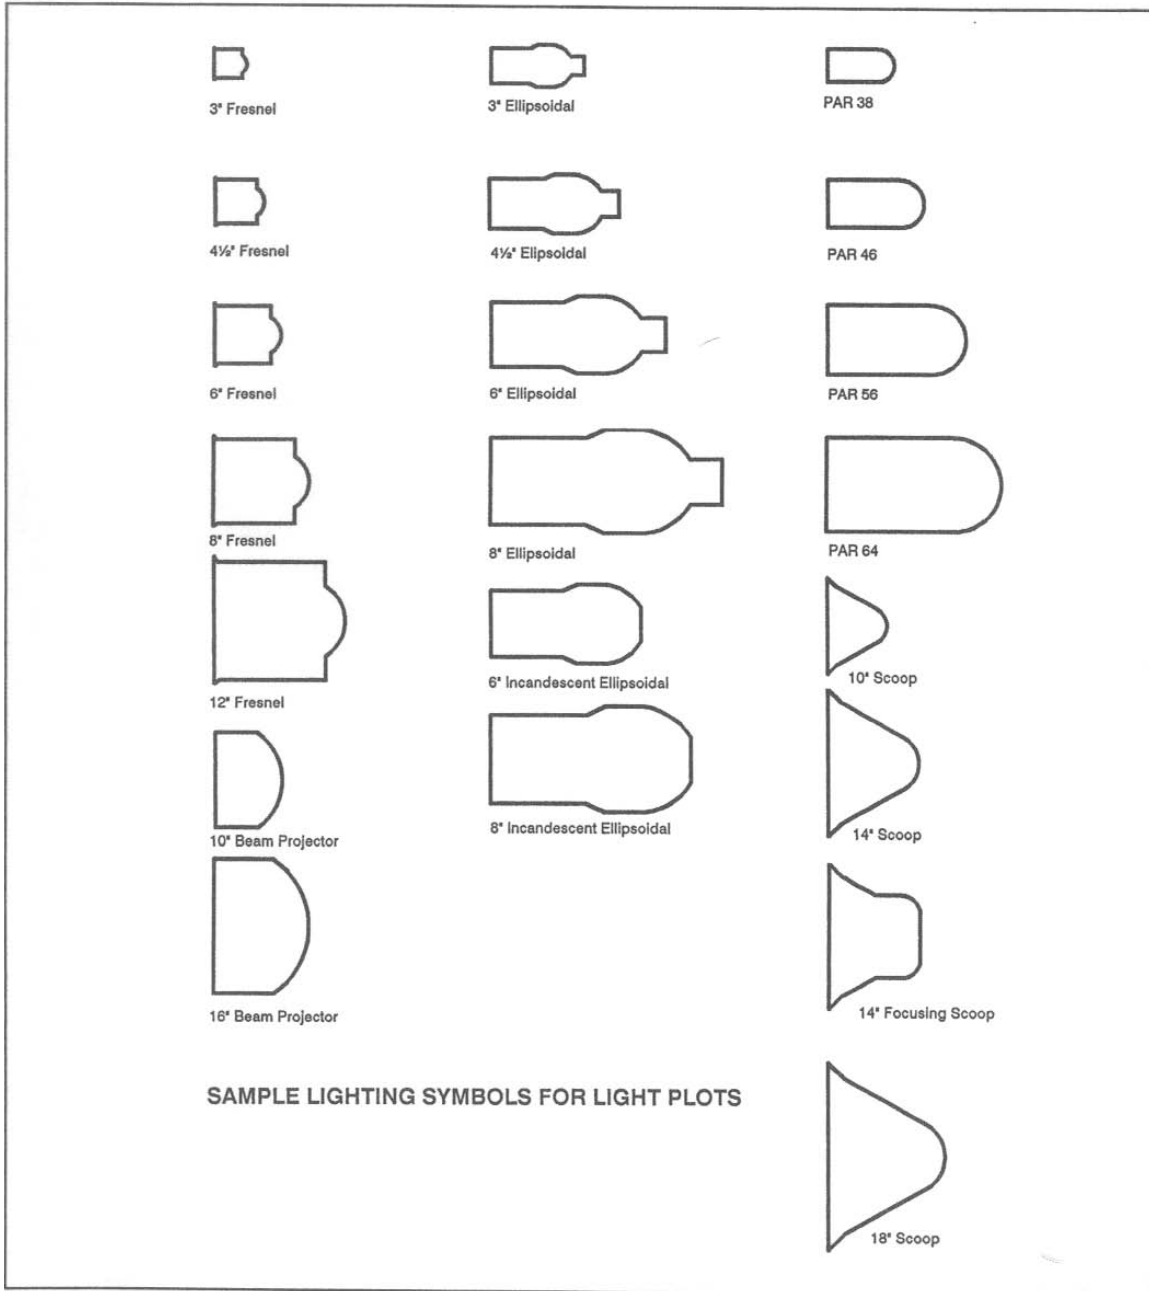 3" Fresnel
3" Ellipsoidal
PAR 38
4½" Fresnel
4½" Elipsoidal
PAR 46
6" Fresnel
6" Ellipsoidal
PAR 56
8" Fresnel
8" Ellipsoidal
PAR 64
12" Fresnel
6" Incandescent Ellipsoidal
10" Scoop
10" Beam Projector
8" Incandescent Ellipsoidal
14" Scoop
16" Beam Projector
14" Focusing Scoop
SAMPLE LIGHTING SYMBOLS FOR LIGHT PLOTS
18" Scoop